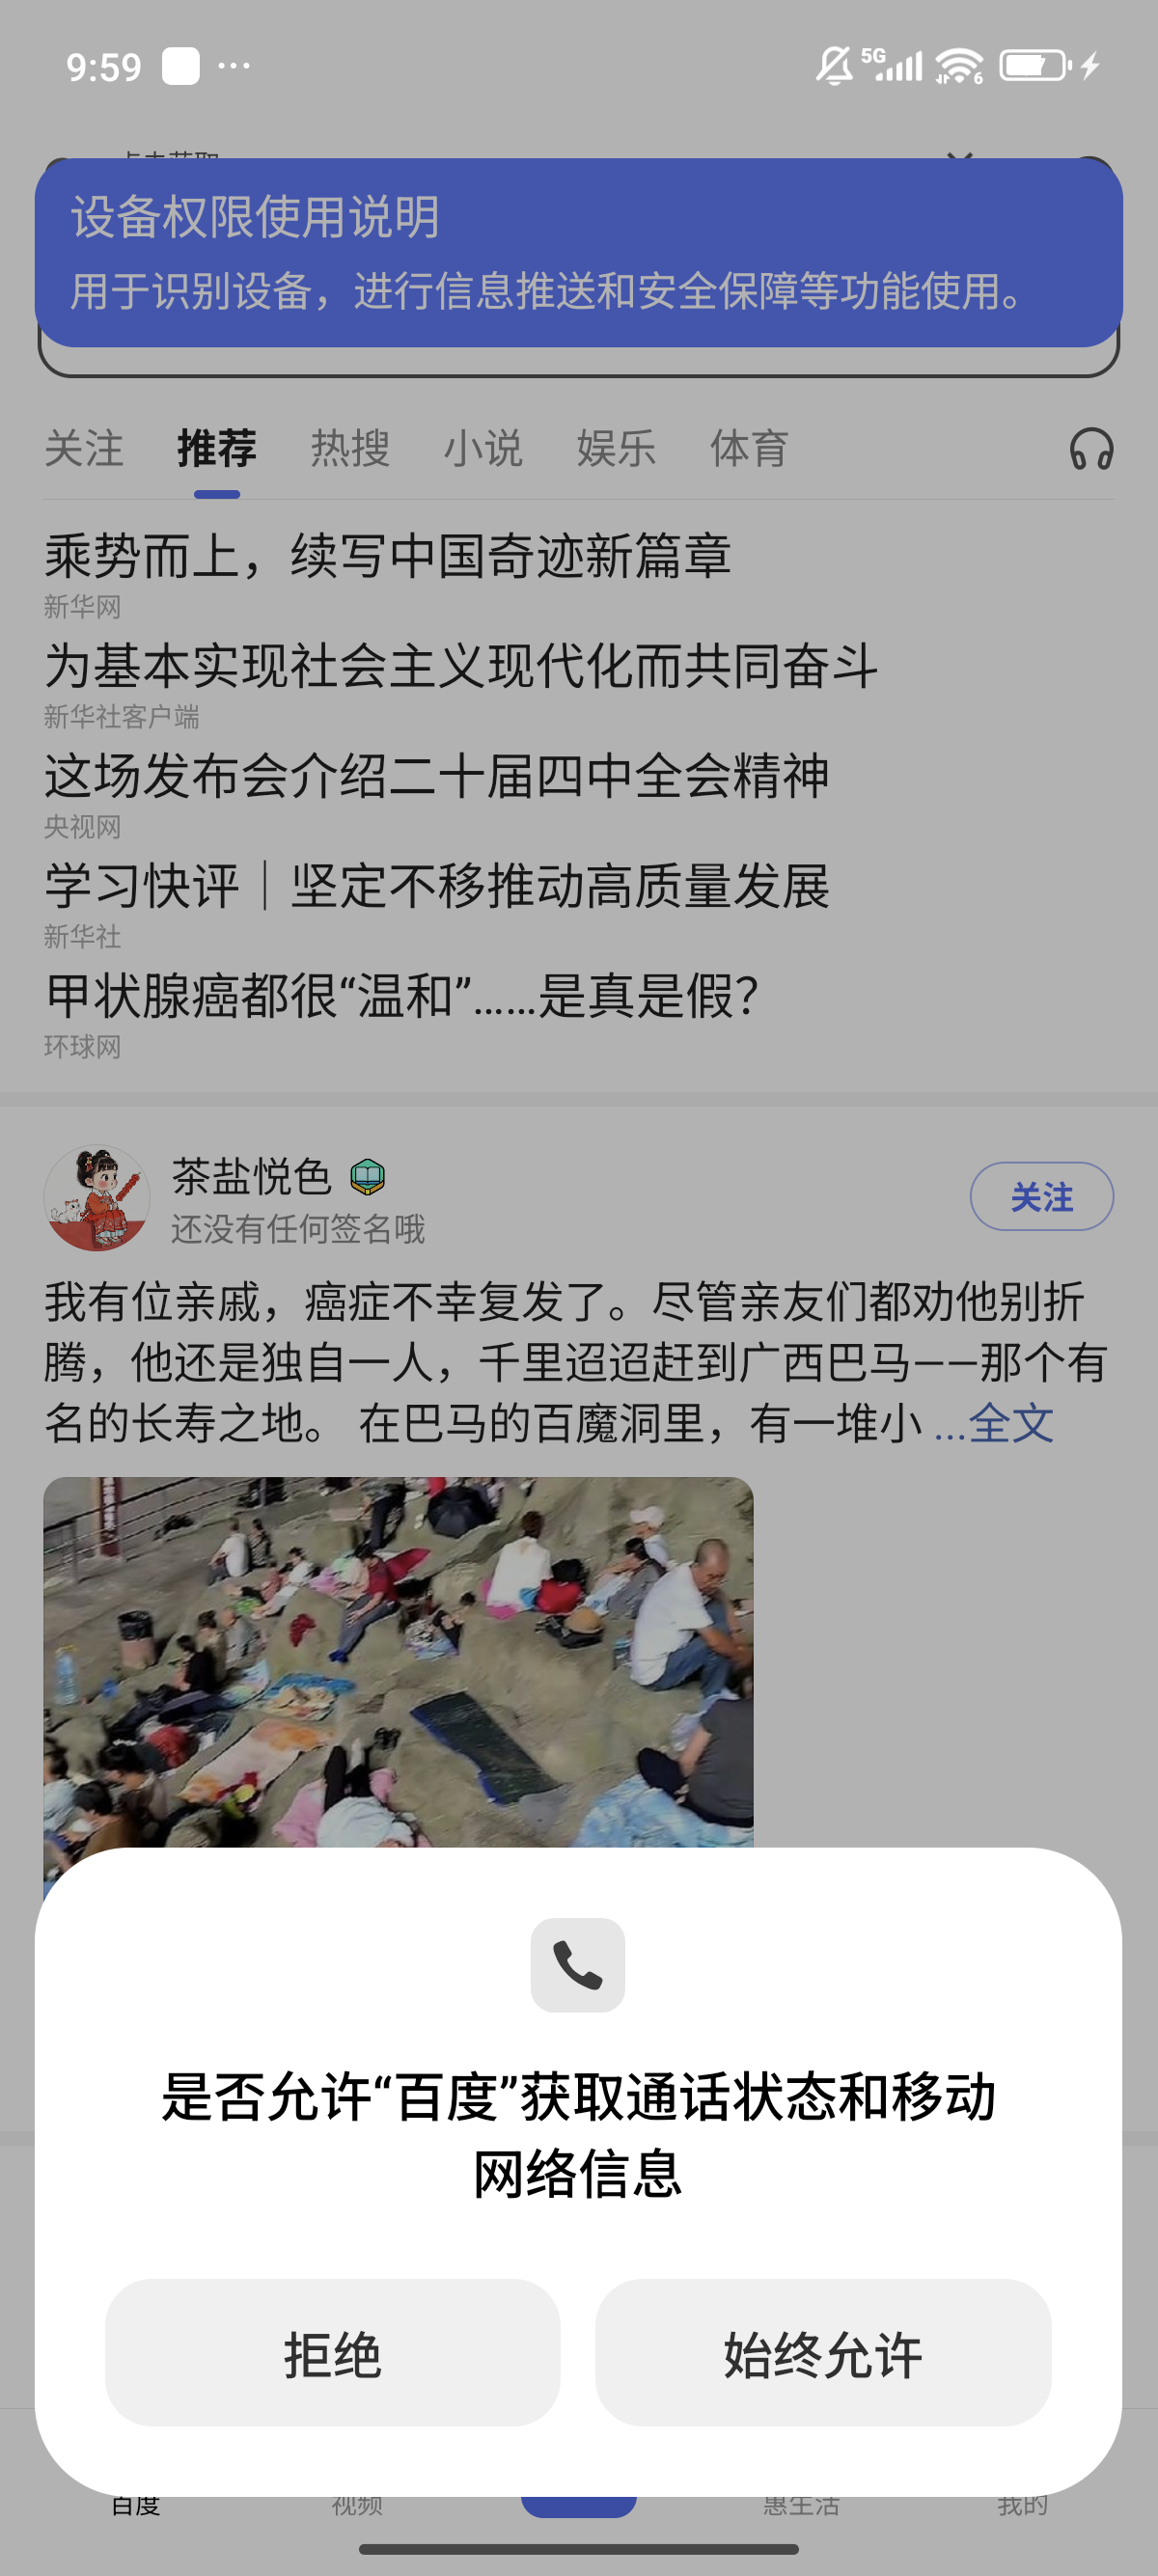 9:59
5G
6
设备权限使用说明
用于识别设备，进行信息推送和安全保障等功能使用。
关注 推荐 热搜 小说 娱乐 体育
乘势而上，续写中国奇迹新篇章
新华网
为基本实现社会主义现代化而共同奋斗
新华社客户端
这场发布会介绍二十届四中全会精神
央视网
学习快评｜坚定不移推动高质量发展
新华社
甲状腺癌都很“温和”……是真是假？
环球网
茶盐悦色
关注
还没有任何签名哦
我有位亲戚，癌症不幸复发了。尽管亲友们都劝他别折
腾，他还是独自一人，千里迢迢赶到广西巴马——那个有
名的长寿之地。 在巴马的百魔洞里，有一堆小 ...全文
是否允许“百度”获取通话状态和移动
网络信息
拒绝 始终允许
百度 视频 惠生活 我的